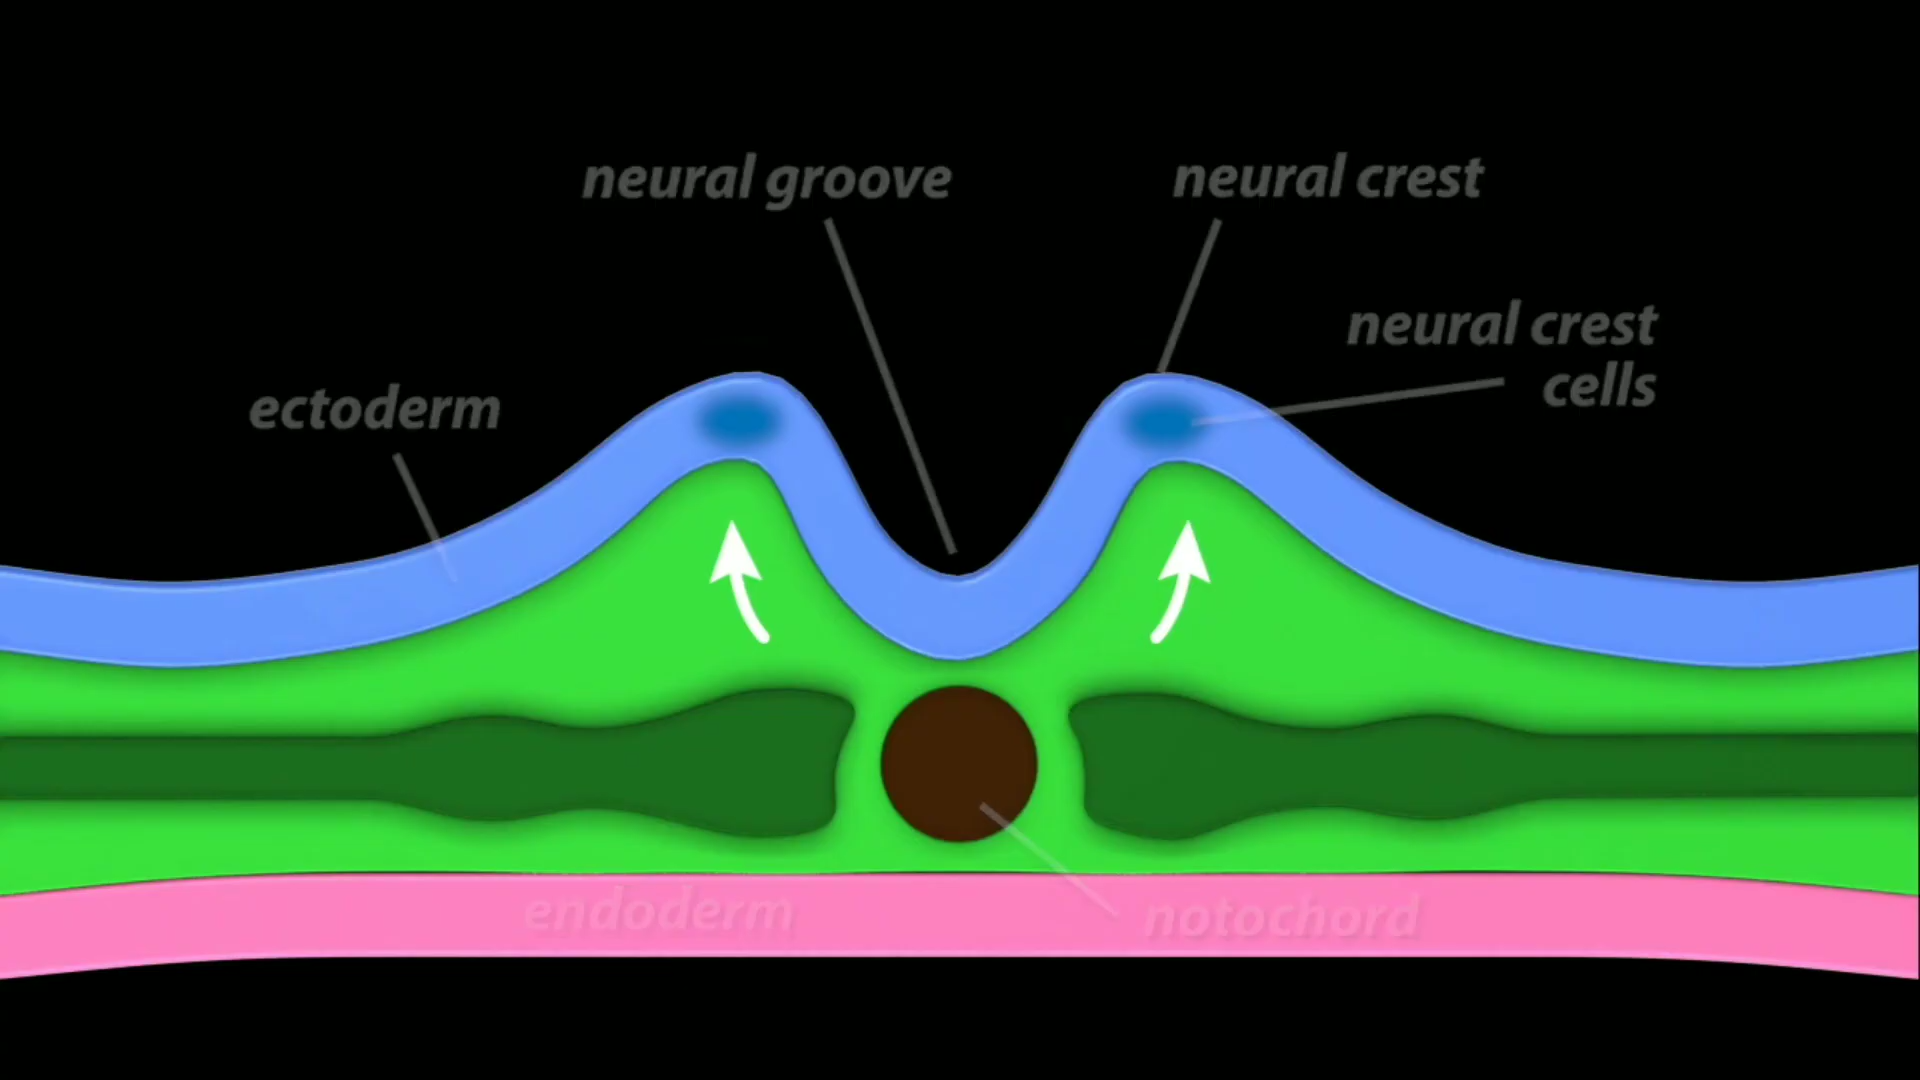 neural groove
neural crest
neural crest
cells
ectoderm
endoderm
notochord